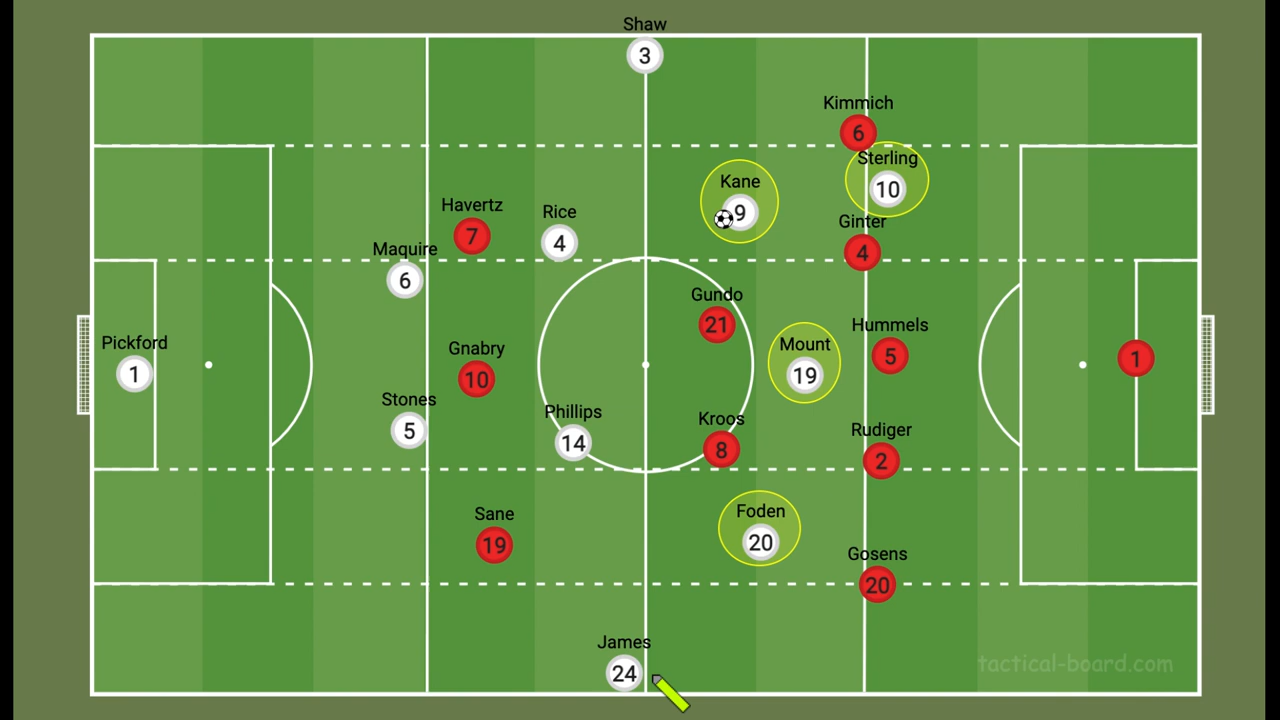 Shaw
3
Kimmich
6
Sterling
10
Kane
9
Havertz
7
Rice
4
Ginter
4
Maquire
6
Gundo
21
Hummels
5
Pickford
1
Gnabry
10
Mount
19
1
Stones
5
Phillips
14
Kroos
8
Rudiger
2
Sane
19
Foden
20
Gosens
20
James
24
tactical-board.com